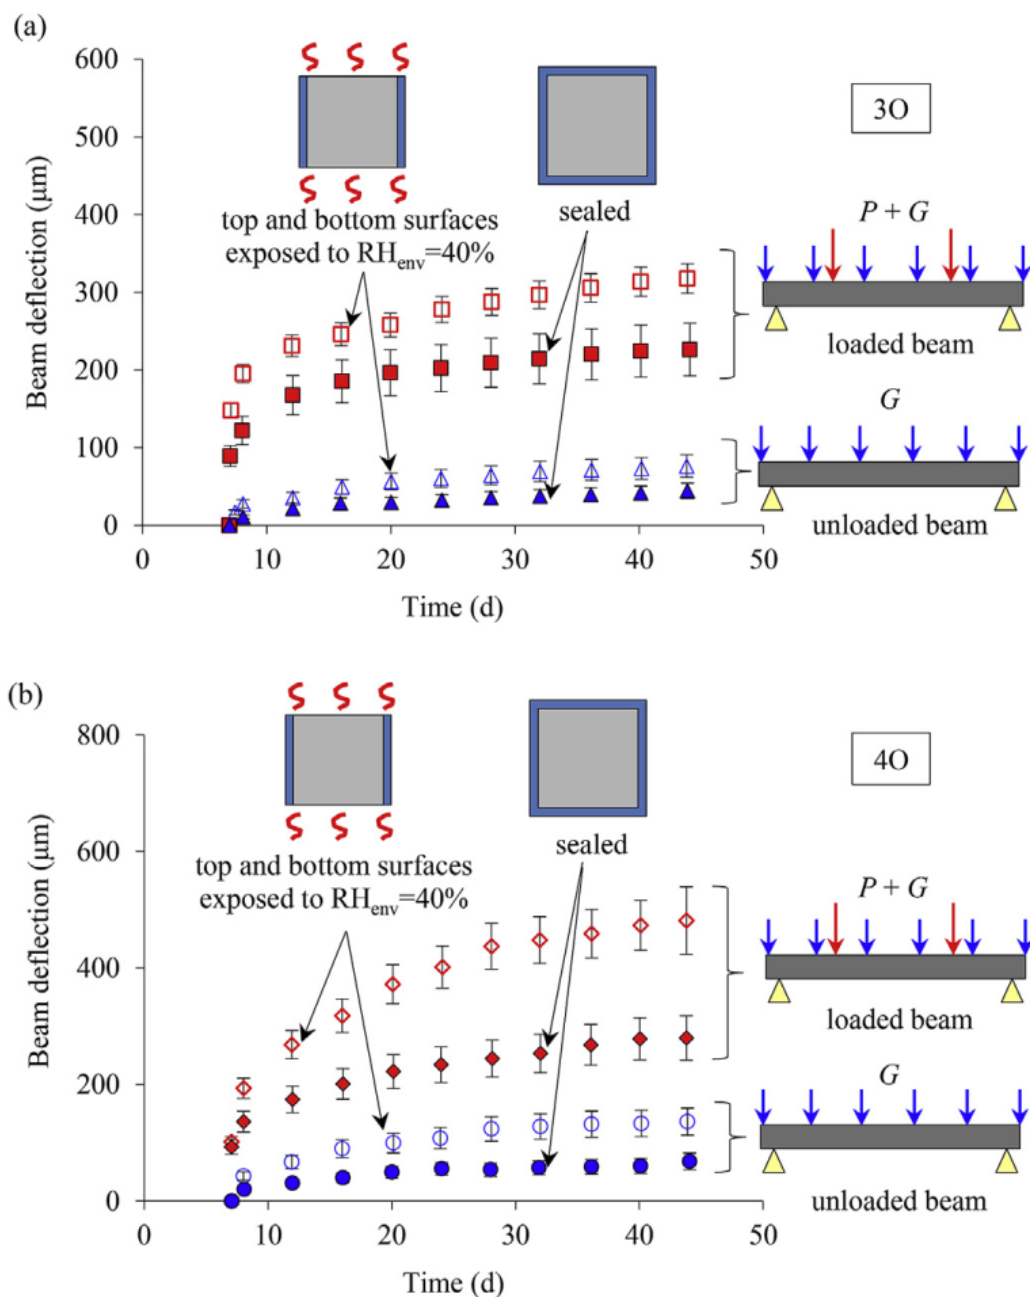 (a)
600
500
400
300
200
100
0
0
10
20
30
40
50
Beam deflection (μm)
Time (d)
top and bottom surfaces
exposed to RHenv=40%
sealed
3O
P + G
loaded beam
G
unloaded beam
(b)
800
600
400
200
0
0
10
20
30
40
50
Beam deflection (μm)
Time (d)
top and bottom surfaces
exposed to RHenv=40%
sealed
4O
P + G
loaded beam
G
unloaded beam